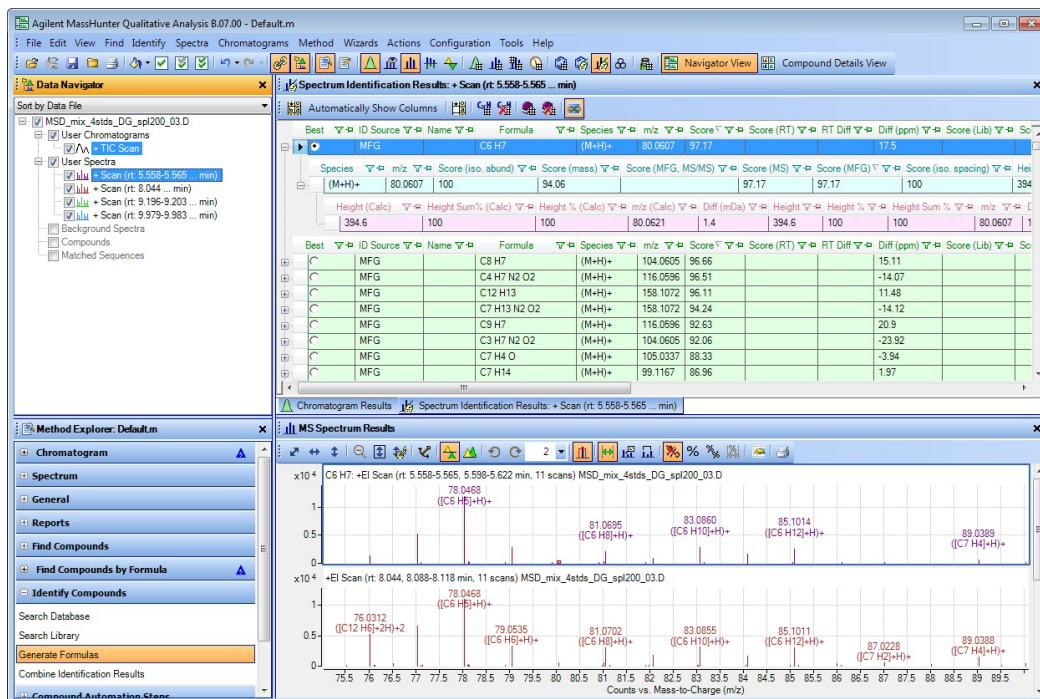 Agilent MassHunter Qualitative Analysis B.07.00 - Default.m
File Edit View Find Identify Spectra Chromatograms Method Wizards Actions Configuration Tools Help
Navigator View Compound Details View
Data Navigator
Sort by Data File
MSD_mix_4stds_DG_spl200_03.D
User Chromatograms
+ TIC Scan
User Spectra
+ Scan (rt: 5.558-5.565 ... min)
+ Scan (rt: 8.044 ... min)
+ Scan (rt: 9.196-9.203 ... min)
+ Scan (rt: 9.979-9.983 ... min)
Background Spectra
Compounds
Matched Sequences
Spectrum Identification Results: + Scan (rt: 5.558-5.565 ... min)
Automatically Show Columns
Best ID Source Name Formula Species m/z Score Score (RT) RT Diff Diff (ppm) Score (Lib) Sco
MFG C6 H7 (M+H)+ 80.0607 97.17 17.5
Species m/z Score (iso. abund) Score (mass) Score (MFG, MS/MS) Score (MS) Score (MFG) Score (iso. spacing) Hei
(M+H)+ 80.0607 100 94.06 97.17 97.17 100 394
Height (Calc) Height Sum% (Calc) Height % (Calc) m/z (Calc) Diff (mDa) Height Height % Height Sum % m/z D
394.6 100 100 80.0621 1.4 394.6 100 100 80.0607 1
Best ID Source Name Formula Species m/z Score Score (RT) RT Diff Diff (ppm) Score (Lib) Sco
MFG C8 H7 (M+H)+ 104.0605 96.66 15.11
MFG C4 H7 N2 O2 (M+H)+ 116.0596 96.51 -14.07
MFG C12 H13 (M+H)+ 158.1072 96.11 11.48
MFG C7 H13 N2 O2 (M+H)+ 158.1072 94.24 -14.12
MFG C9 H7 (M+H)+ 116.0596 92.63 20.9
MFG C3 H7 N2 O2 (M+H)+ 104.0605 92.06 -23.92
MFG C7 H4 O (M+H)+ 105.0337 88.33 -3.94
MFG C7 H14 (M+H)+ 99.1167 86.96 1.97
Chromatogram Results Spectrum Identification Results: + Scan (rt: 5.558-5.565 ... min)
Method Explorer: Default.m
Chromatogram
Spectrum
General
Reports
Find Compounds
Find Compounds by Formula
Identify Compounds
Search Database
Search Library
Generate Formulas
Combine Identification Results
Compound Automation Steps
MS Spectrum Results
2
x10 4 C6 H7: +EI Scan (rt: 5.558-5.565, 5.598-5.622 min, 11 scans) MSD_mix_4stds_DG_spl200_03.D
78.0468
([C6 H5]+H)+
81.0695
([C6 H8]+H)+
83.0860
([C6 H10]+H)+
85.1014
([C6 H12]+H)+
89.0389
([C7 H4]+H)+
1
0.5
0
x10 4 +EI Scan (rt: 8.044, 8.088-8.118 min, 11 scans) MSD_mix_4stds_DG_spl200_03.D
78.0468
([C6 H5]+H)+
76.0312
([C12 H6]+2H)+2
79.0535
([C6 H6]+H)+
81.0702
([C6 H8]+H)+
83.0855
([C6 H10]+H)+
85.1011
([C6 H12]+H)+
87.0228
([C7 H2]+H)+
89.0388
([C7 H4]+H)+
1
0.5
0
75.5 76 76.5 77 77.5 78 78.5 79 79.5 80 80.5 81 81.5 82 82.5 83 83.5 84 84.5 85 85.5 86 86.5 87 87.5 88 88.5 89 89.5
Counts vs. Mass-to-Charge (m/z)